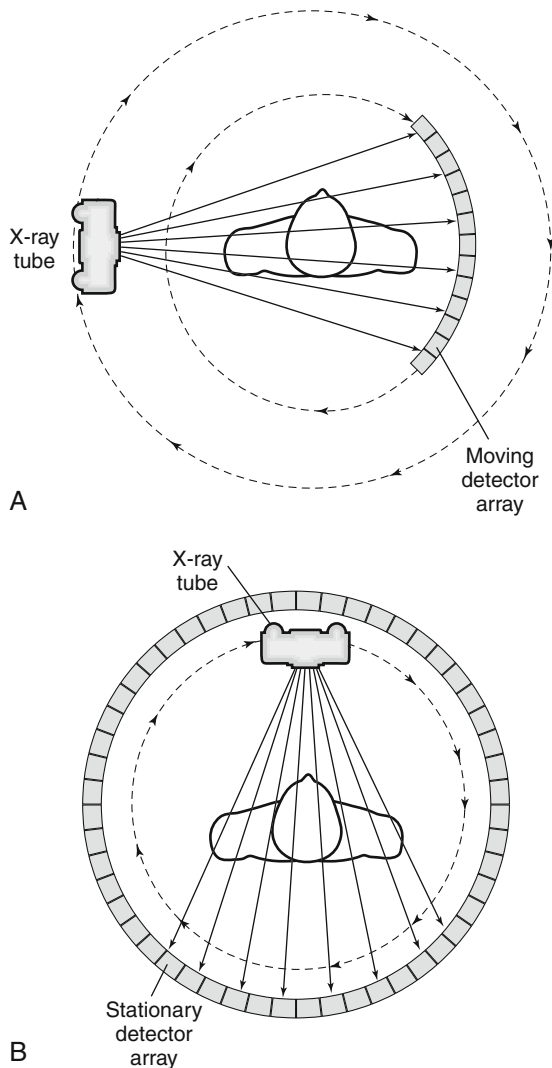 X-ray
tube
Moving
detector
array
A
X-ray
tube
Stationary
detector
array
B